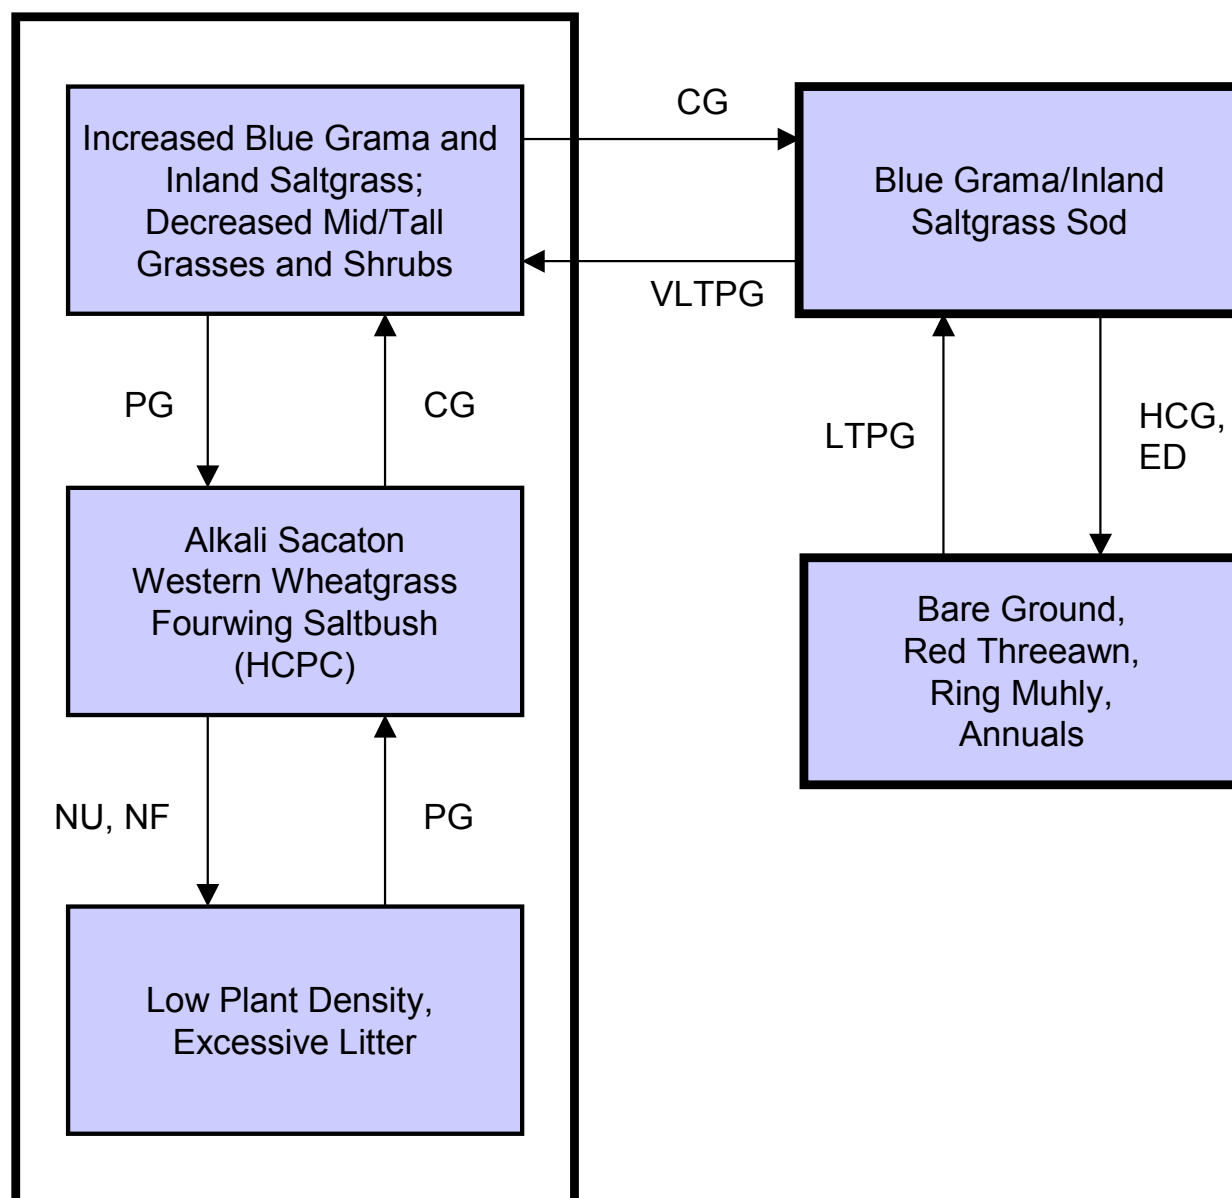 Increased Blue Grama and
Inland Saltgrass;
Decreased Mid/Tall
Grasses and Shrubs
CG
VLTPG
Blue Grama/Inland
Saltgrass Sod
PG
CG
LTPG
HCG,
ED
Alkali Sacaton
Western Wheatgrass
Fourwing Saltbush
(HCPC)
Bare Ground,
Red Threeawn,
Ring Muhly,
Annuals
NU, NF
PG
Low Plant Density,
Excessive Litter